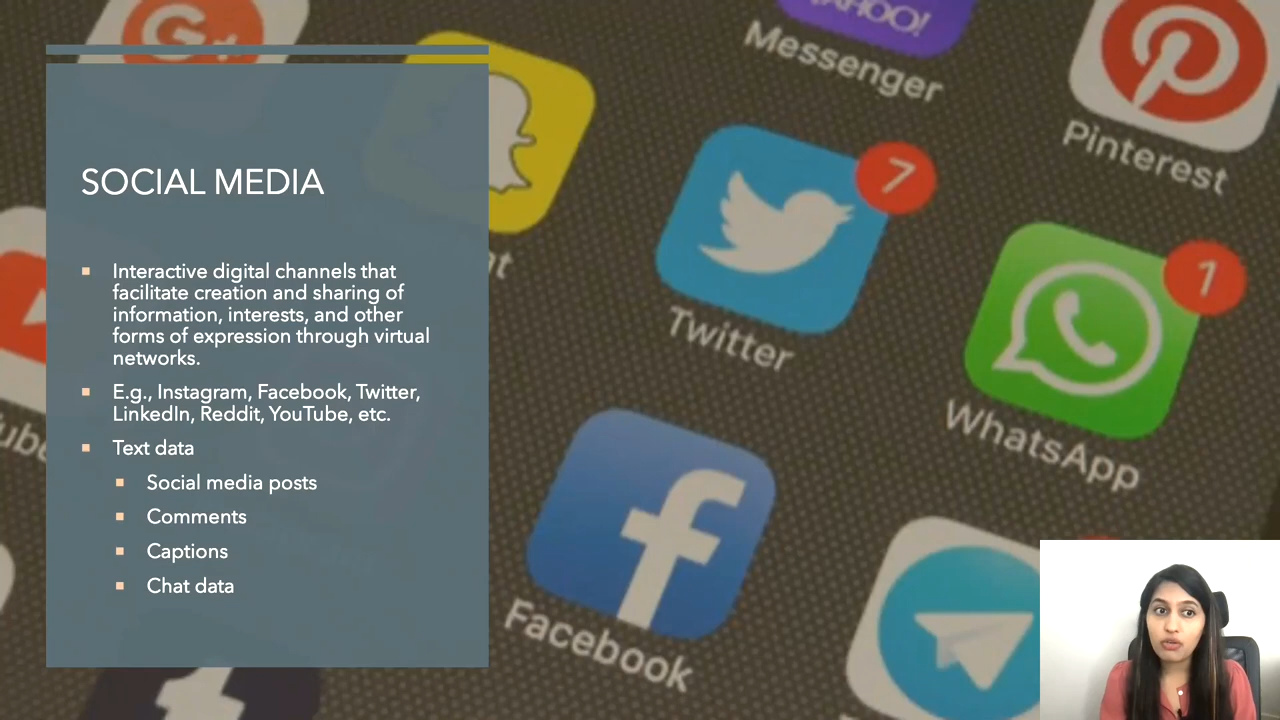 SOCIAL MEDIA
Interactive digital channels that
facilitate creation and sharing of
information, interests, and other
forms of expression through virtual
networks.
E.g., Instagram, Facebook, Twitter,
LinkedIn, Reddit, YouTube, etc.
Text data
Social media posts
Comments
Captions
Chat data
G+
YAHOO!
Messenger
Pinterest
7
Twitter
1
WhatsApp
Facebook